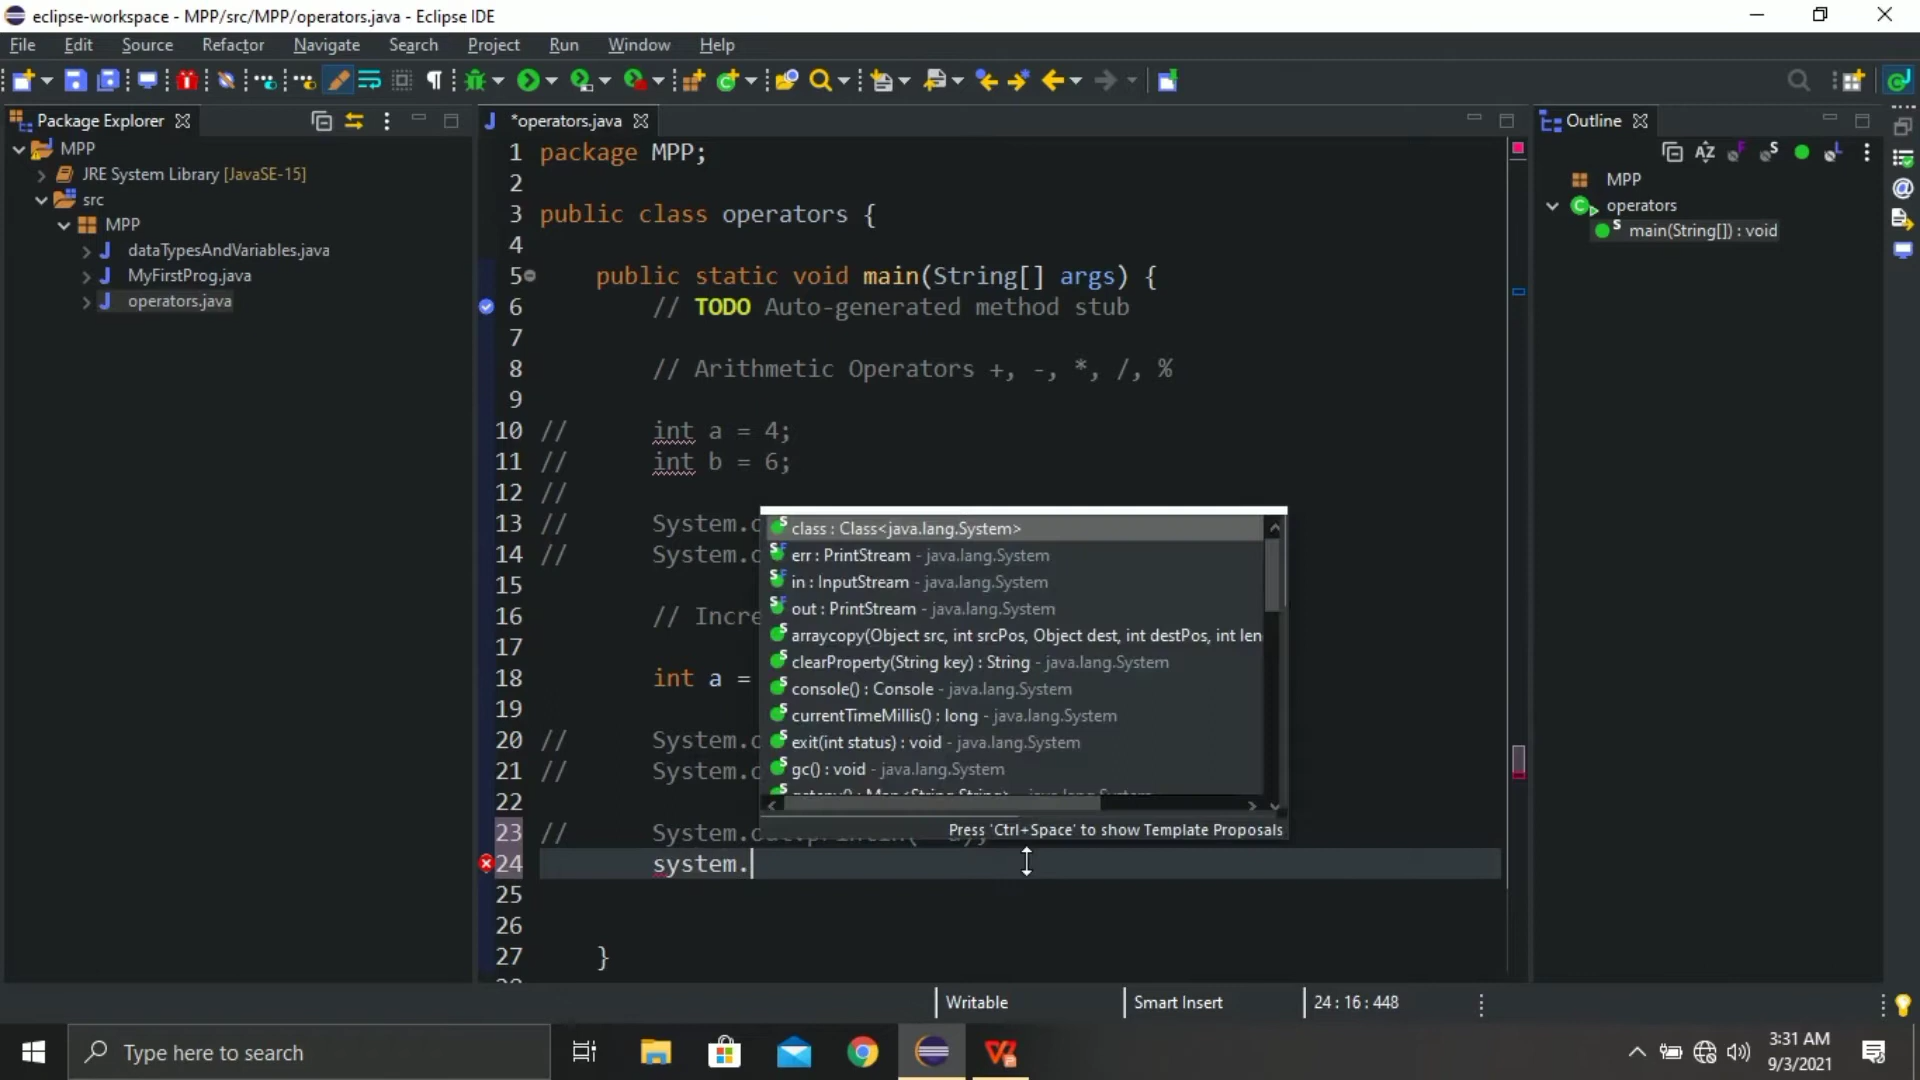 eclipse-workspace - MPP/src/MPP/operators.java - Eclipse IDE
File Edit Source Refactor Navigate Search Project Run Window Help
Package Explorer
*operators.java
Outline
MPP
JRE System Library [JavaSE-15]
src
MPP
dataTypesAndVariables.java
MyFirstProg.java
operators.java
1 package MPP;
2
3 public class operators {
4
5 public static void main(String[] args) {
6 // TODO Auto-generated method stub
7
8 // Arithmetic Operators +, -, *, /, %
9
10 // int a = 4;
11 // int b = 6;
12 //
13 // System.
14 // System.
15
16 // Incre
17
18 int a =
19
20 // System.
21 // System.
22
23 // System.
24 system.
25
26
27 }
class : Class<java.lang.System>
err : PrintStream - java.lang.System
in : InputStream - java.lang.System
out : PrintStream - java.lang.System
arraycopy(Object src, int srcPos, Object dest, int destPos, int len
clearProperty(String key) : String - java.lang.System
console() : Console - java.lang.System
currentTimeMillis() : long - java.lang.System
exit(int status) : void - java.lang.System
gc() : void - java.lang.System
Press 'Ctrl+Space' to show Template Proposals
MPP
operators
main(String[]) : void
Writable Smart Insert 24 : 16 : 448
Type here to search
3:31 AM
9/3/2021